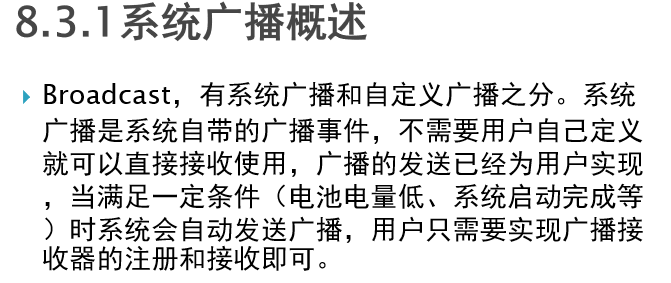 8.3.1系统广播概述
Broadcast，有系统广播和自定义广播之分。系统
广播是系统自带的广播事件，不需要用户自己定义
就可以直接接收使用，广播的发送已经为用户实现
，当满足一定条件（电池电量低、系统启动完成等
）时系统会自动发送广播，用户只需要实现广播接
收器的注册和接收即可。